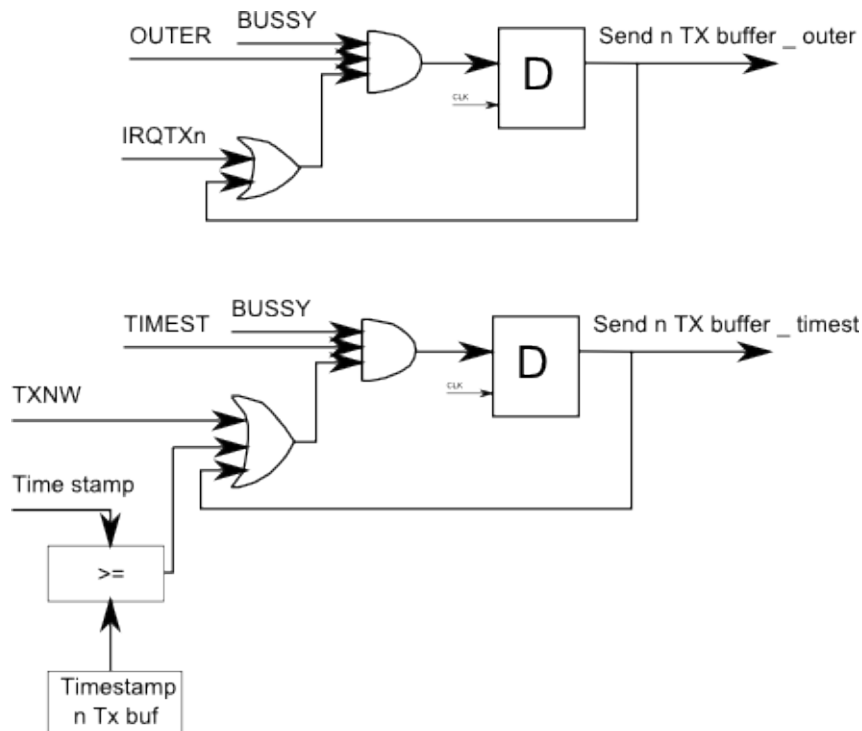 BUSSY
OUTER
Send n TX buffer _ outer
D
CLK
IRQTXn
BUSSY
TIMEST
Send n TX buffer _ timest
D
CLK
TXNW
Time stamp
>=
Timestamp
n Tx buf